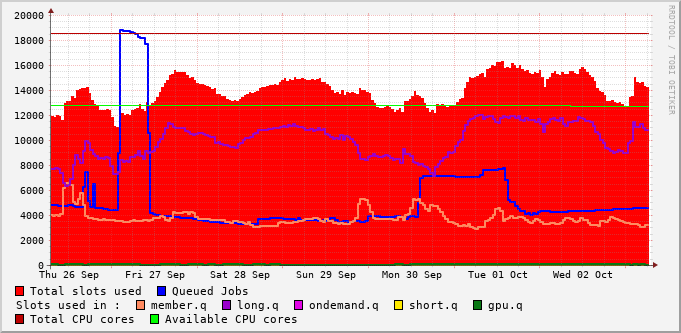 20000
18000
16000
14000
12000
10000
8000
6000
4000
2000
0
Thu 26 Sep Fri 27 Sep Sat 28 Sep Sun 29 Sep Mon 30 Sep Tue 01 Oct Wed 02 Oct
Total slots used Queued Jobs
Slots used in : member.q long.q ondemand.q short.q gpu.q
Total CPU cores Available CPU cores
RRDTOOL / TOBI OETIKER